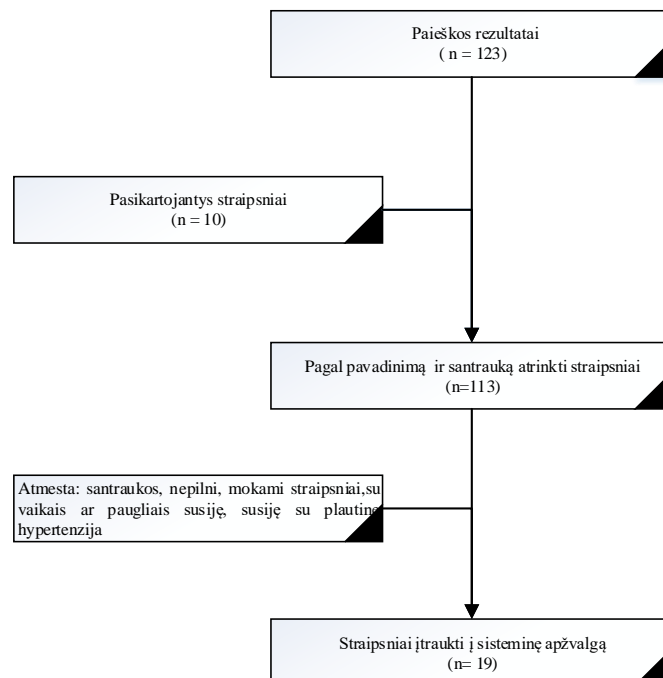 Paieškos rezultatai
( n = 123)
Pasikartojantys straipsniai
(n = 10)
Pagal pavadinimą ir santrauką atrinkti straipsniai
(n=113)
Atmesta: santraukos, nepilni, mokami straipsniai,su
vaikais ar paugliais susiję, susiję su plautine
hypertenzija
Straipsniai įtraukti į sisteminę apžvalgą
(n= 19)